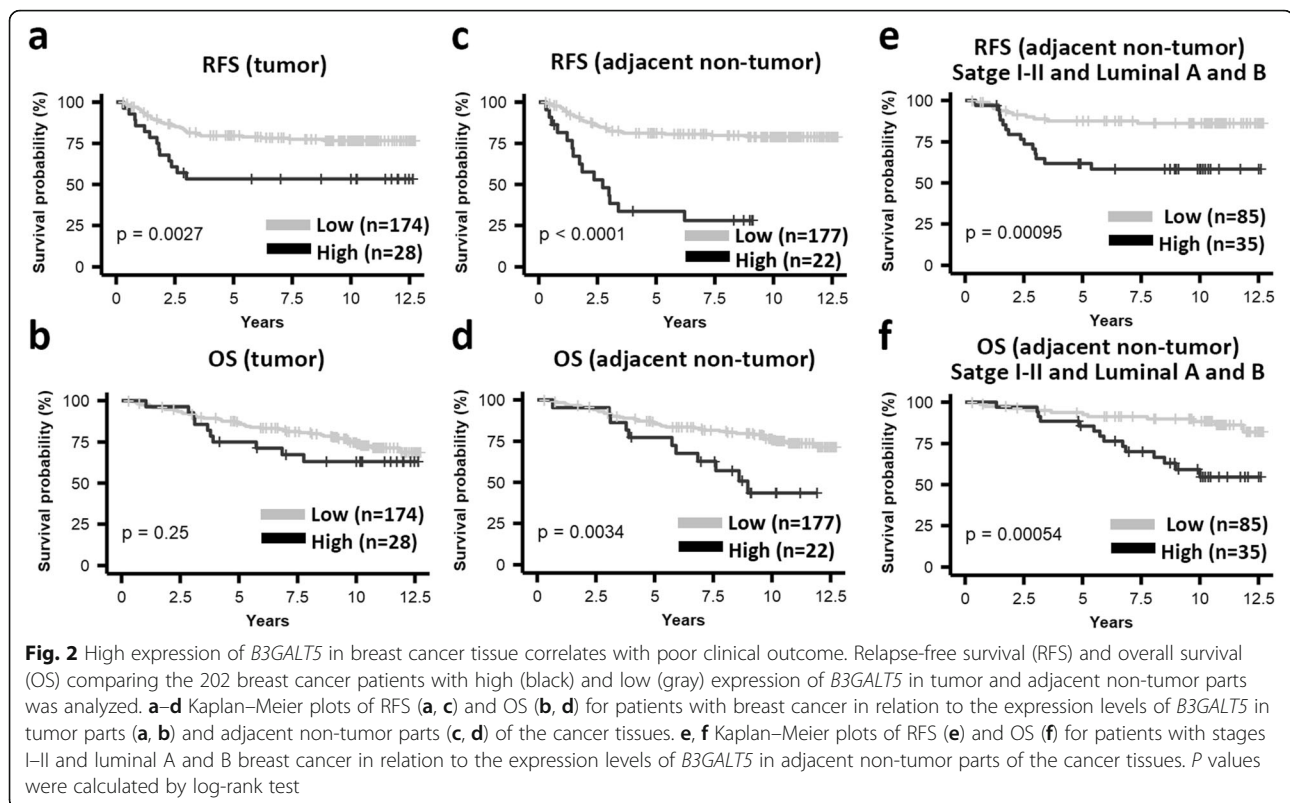 a
RFS (tumor)
Survival probability (%)
100
75
50
25
0
p = 0.0027
Low (n=174)
High (n=28)
0 2.5 5 7.5 10 12.5
Years
b
OS (tumor)
Survival probability (%)
100
75
50
25
0
p = 0.25
Low (n=174)
High (n=28)
0 2.5 5 7.5 10 12.5
Years
c
RFS (adjacent non-tumor)
Survival probability (%)
100
75
50
25
0
p < 0.0001
Low (n=177)
High (n=22)
0 2.5 5 7.5 10 12.5
Years
d
OS (adjacent non-tumor)
Survival probability (%)
100
75
50
25
0
p = 0.0034
Low (n=177)
High (n=22)
0 2.5 5 7.5 10 12.5
Years
e
RFS (adjacent non-tumor)
Satge I-II and Luminal A and B
Survival probability (%)
100
75
50
25
0
p = 0.00095
Low (n=85)
High (n=35)
0 2.5 5 7.5 10 12.5
Years
f
OS (adjacent non-tumor)
Satge I-II and Luminal A and B
Survival probability (%)
100
75
50
25
0
p = 0.00054
Low (n=85)
High (n=35)
0 2.5 5 7.5 10 12.5
Years
Fig. 2 High expression of B3GALT5 in breast cancer tissue correlates with poor clinical outcome. Relapse-free survival (RFS) and overall survival
(OS) comparing the 202 breast cancer patients with high (black) and low (gray) expression of B3GALT5 in tumor and adjacent non-tumor parts
was analyzed. a–d Kaplan–Meier plots of RFS (a, c) and OS (b, d) for patients with breast cancer in relation to the expression levels of B3GALT5 in
tumor parts (a, b) and adjacent non-tumor parts (c, d) of the cancer tissues. e, f Kaplan–Meier plots of RFS (e) and OS (f) for patients with stages
I–II and luminal A and B breast cancer in relation to the expression levels of B3GALT5 in adjacent non-tumor parts of the cancer tissues. P values
were calculated by log-rank test